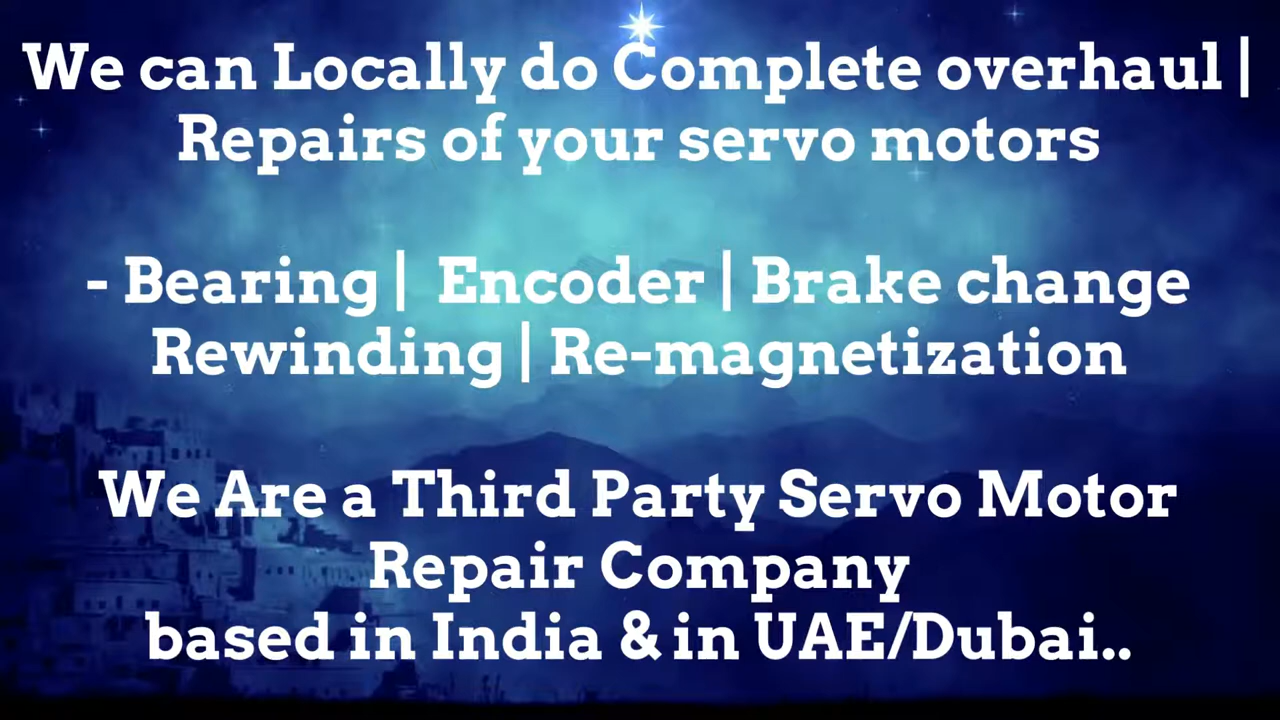 We can Locally do Complete overhaul |
Repairs of your servo motors
- Bearing | Encoder | Brake change
Rewinding | Re-magnetization
We Are a Third Party Servo Motor
Repair Company
based in India & in UAE/Dubai..